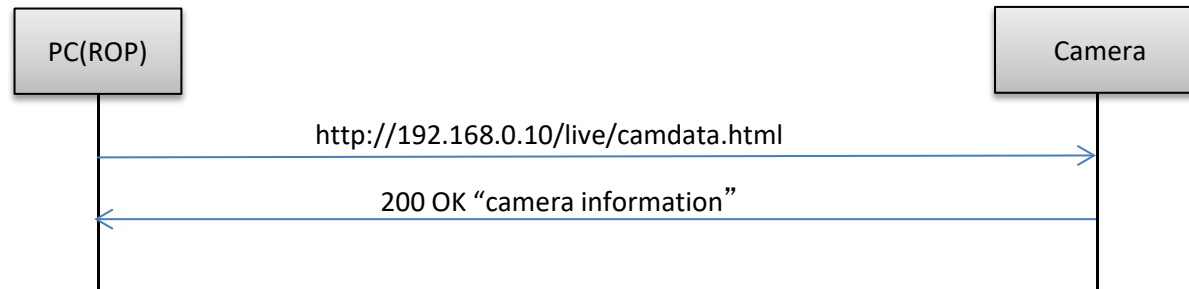 PC(ROP)
Camera
http://192.168.0.10/live/camdata.html
200 OK “camera information”